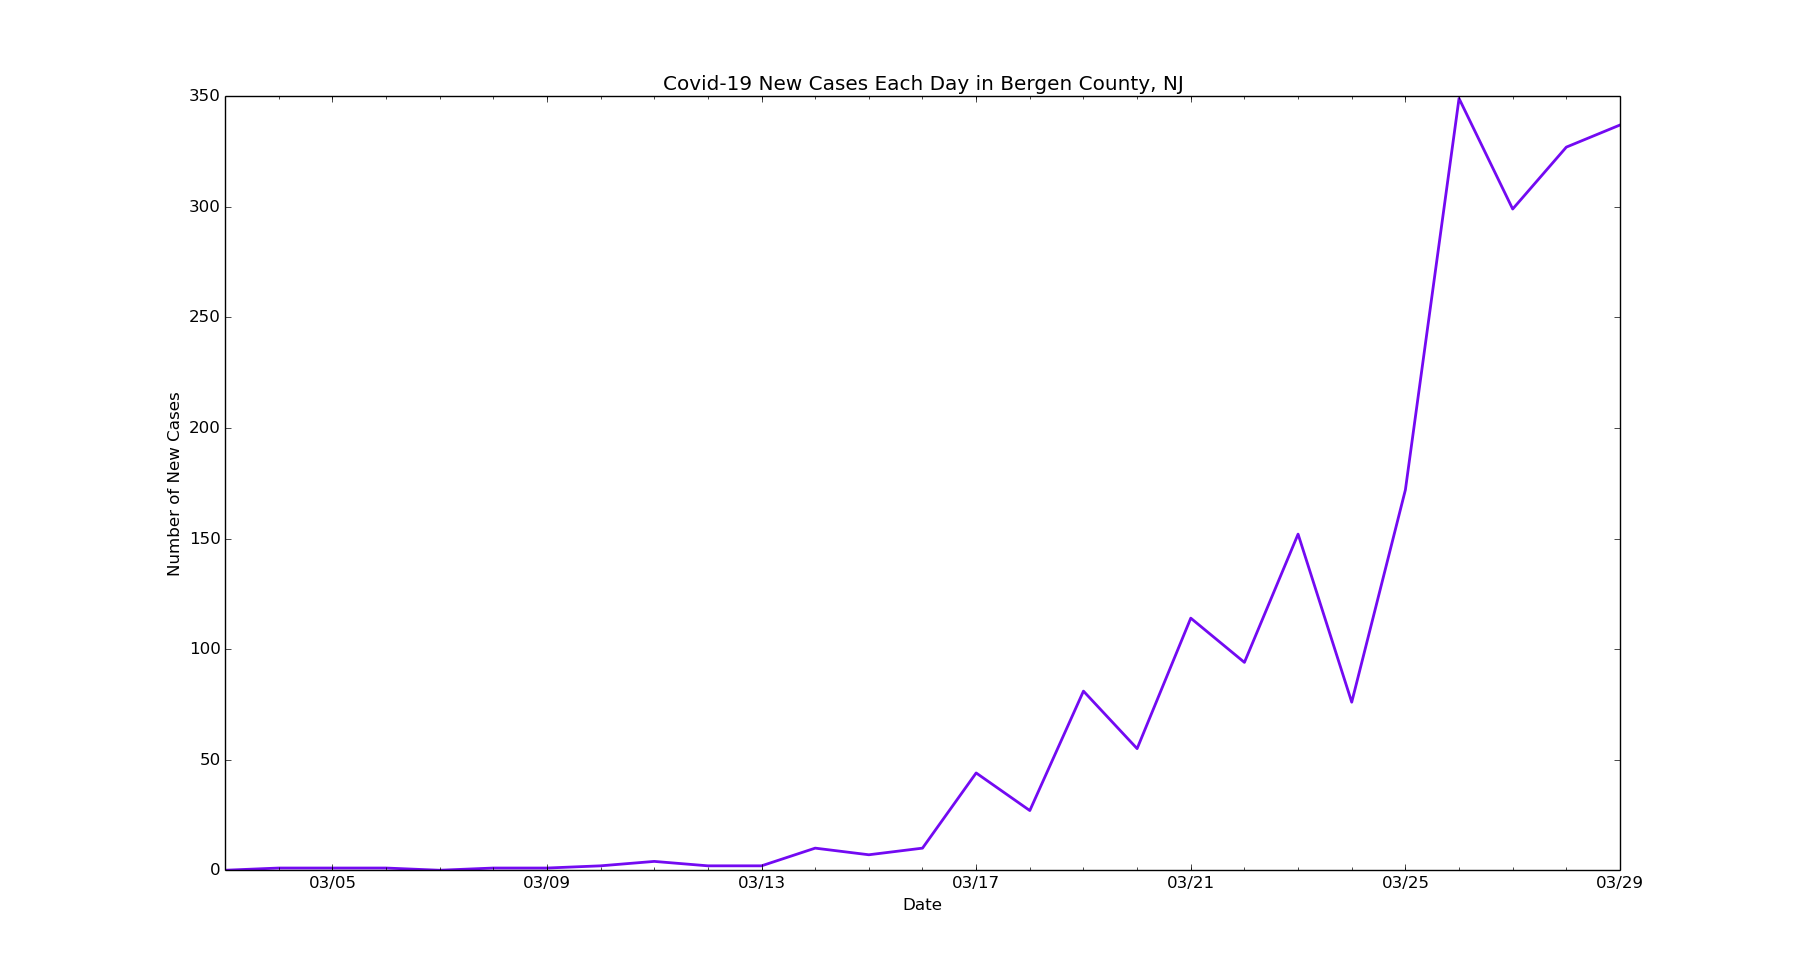 Covid-19 New Cases Each Day in Bergen County, NJ
350
300
250
200
150
100
50
0
Number of New Cases
03/05 03/09 03/13 03/17 03/21 03/25 03/29
Date